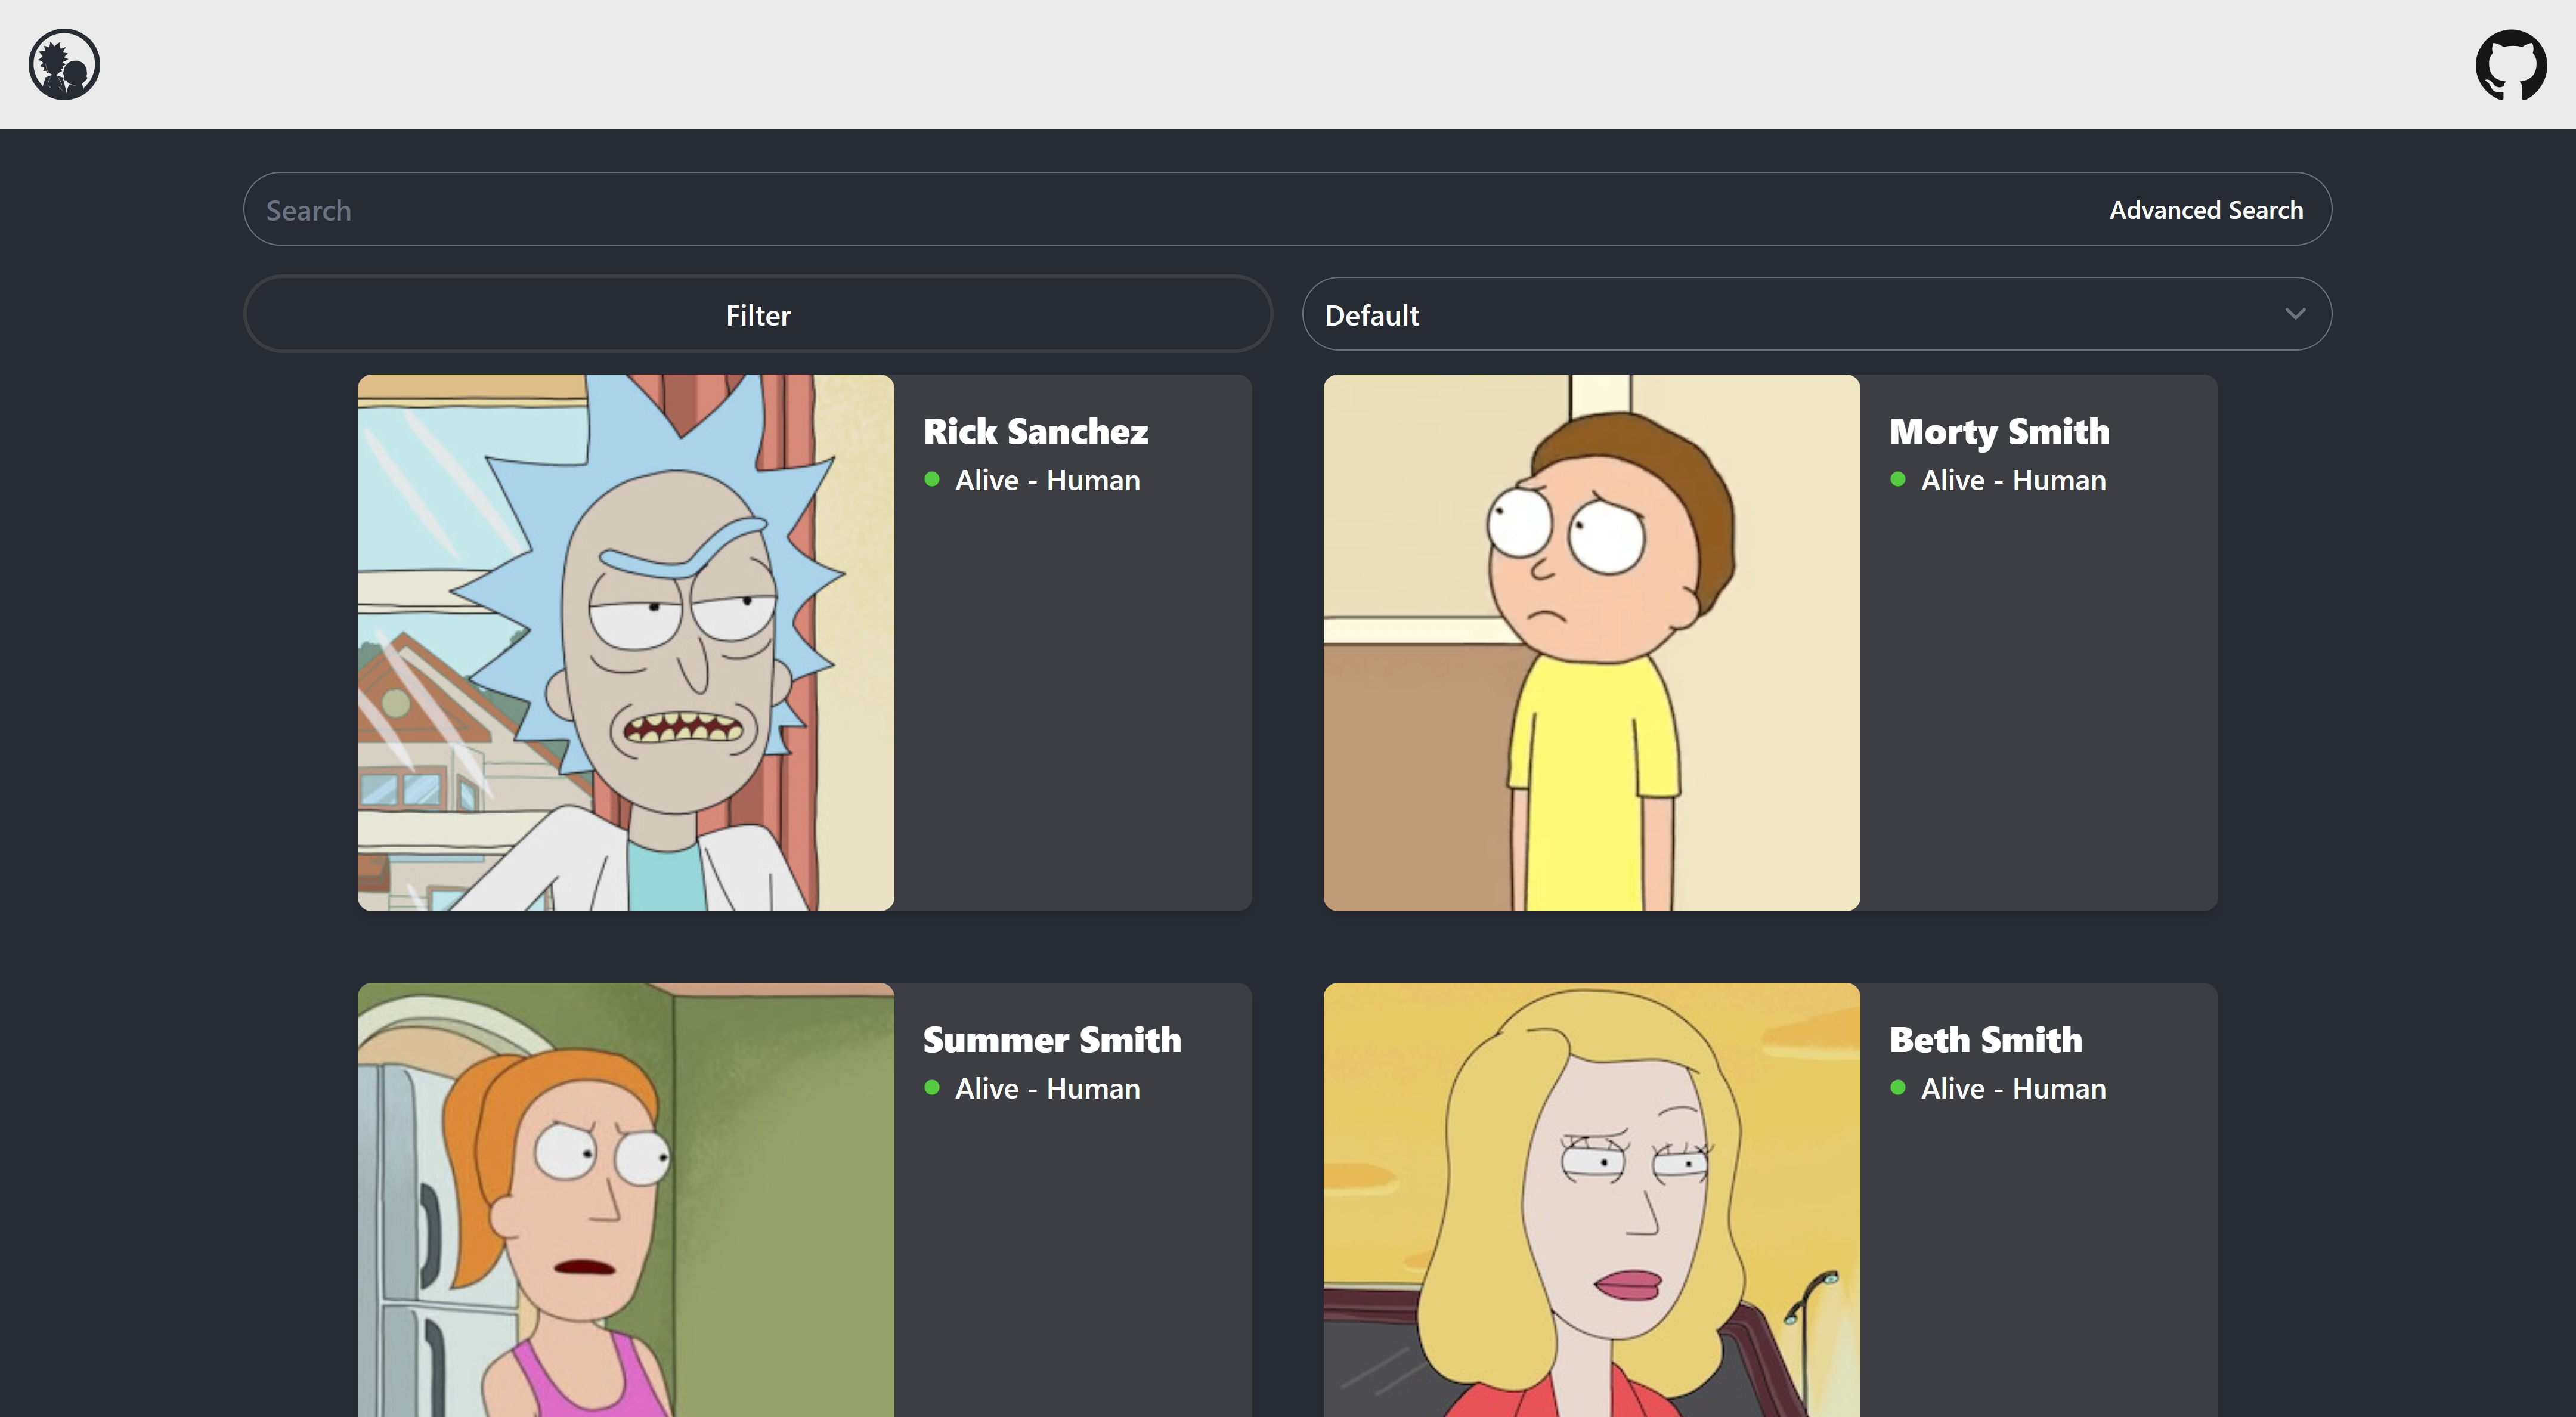 Search
Advanced Search
Filter
Default
Rick Sanchez
Alive - Human
Morty Smith
Alive - Human
Summer Smith
Alive - Human
Beth Smith
Alive - Human